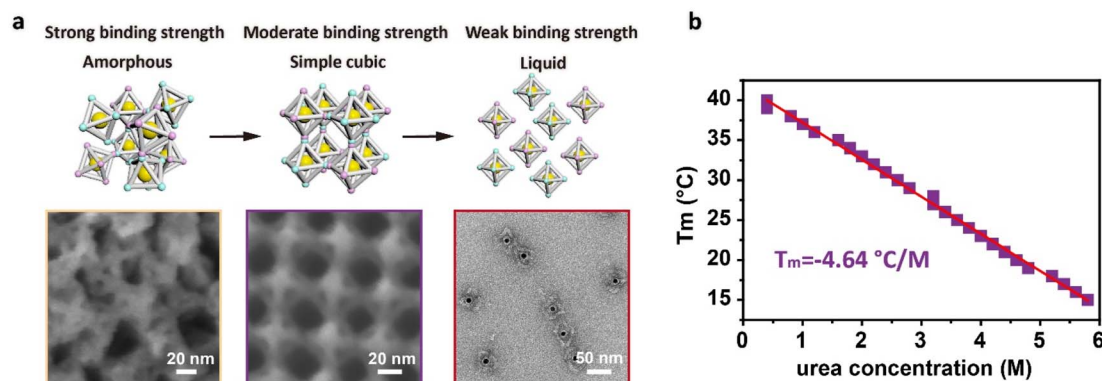 a
Strong binding strength
Amorphous
Moderate binding strength
Simple cubic
Weak binding strength
Liquid
20 nm
20 nm
50 nm
b
Tm (°C)
40
35
30
25
20
15
Tm=-4.64 °C/M
0 1 2 3 4 5 6
urea concentration (M)